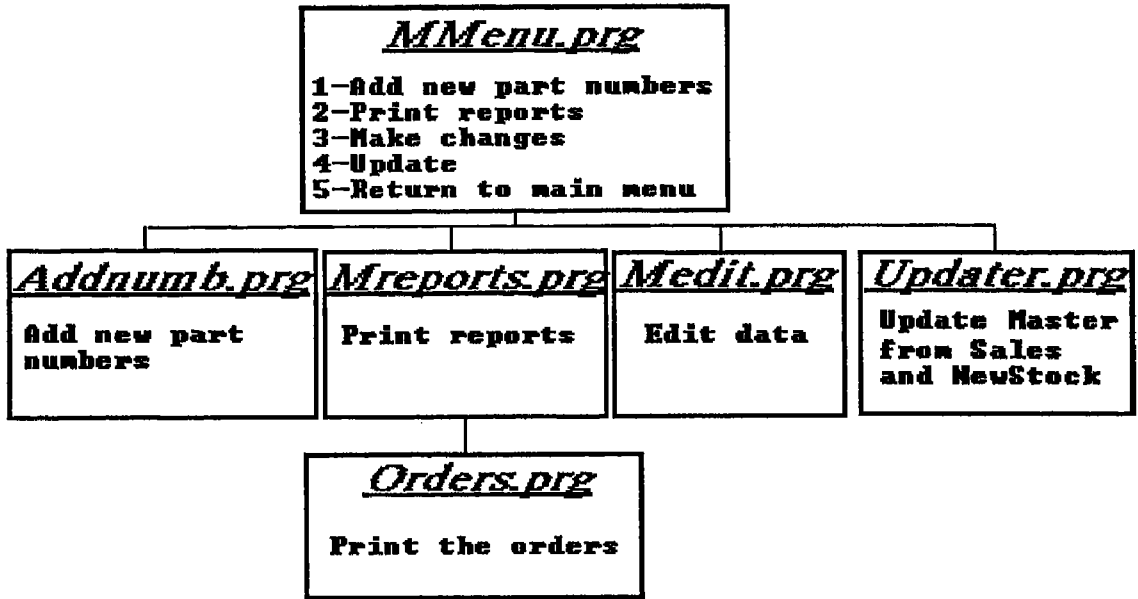 MMenu.prg
1-Add new part numbers
2-Print reports
3-Make changes
4-Update
5-Return to main menu
Addnumb.prg
Add new part
numbers
Mreports.prg
Print reports
Medit.prg
Edit data
Updater.prg
Update Master
from Sales
and NewStock
Orders.prg
Print the orders